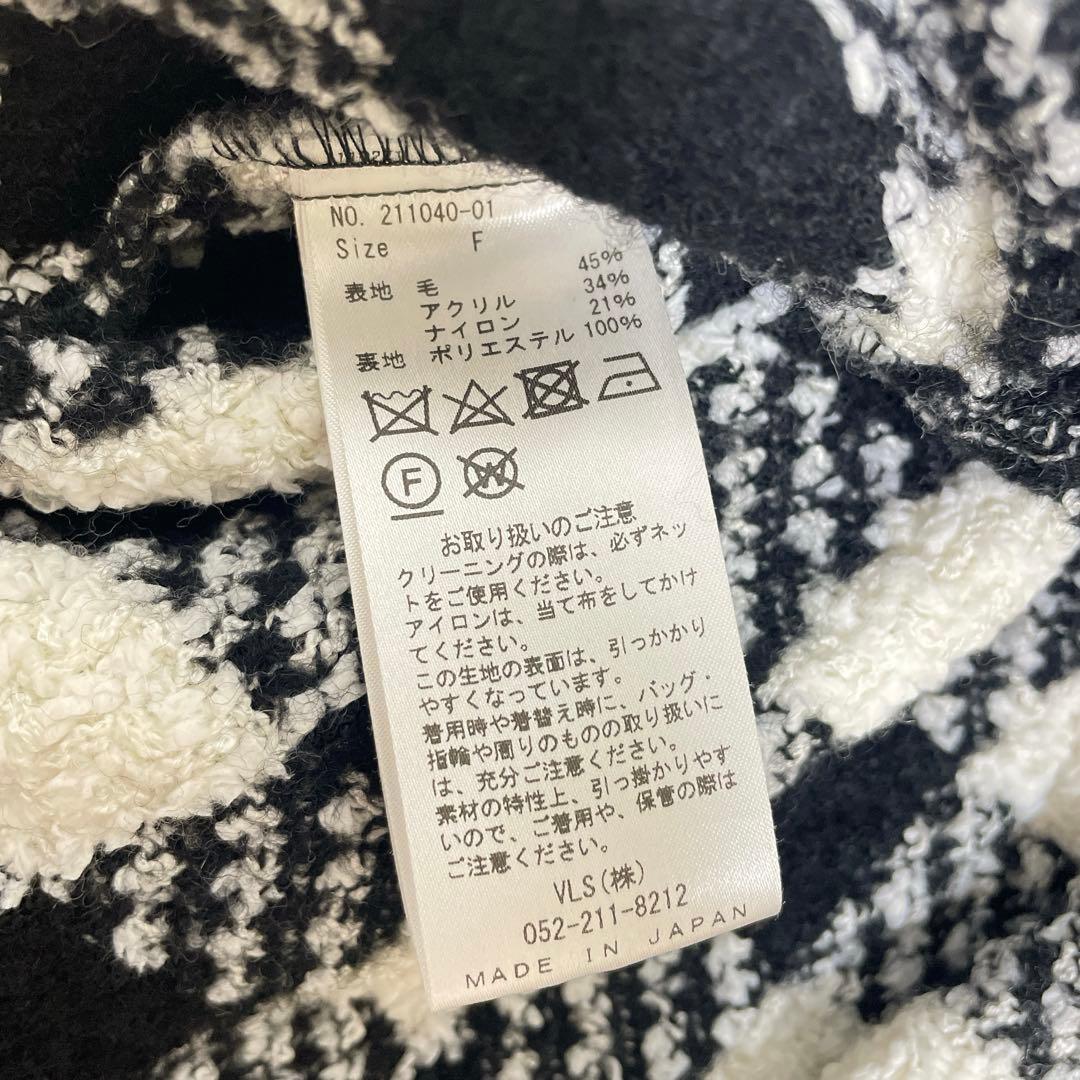 NO. 211040-01
Size F
表地 毛 45%
アクリル 34%
ナイロン 21%
裏地 ポリエステル 100%
F W
お取り扱いのご注意
クリーニングの際は、必ずネッ
トをご使用ください。
アイロンは、当て布をしてかけ
てください。
この生地の表面は、引っかかり
やすくなっています。
着用時や着替え時に、バッグ・
指輪や周りのものの取り扱いに
は、充分ご注意ください。
素材の特性上、引っ掛かりやす
いので、ご着用や、保管の際は
ご注意ください。
VLS(株)
052-211-8212
MADE IN JAPAN